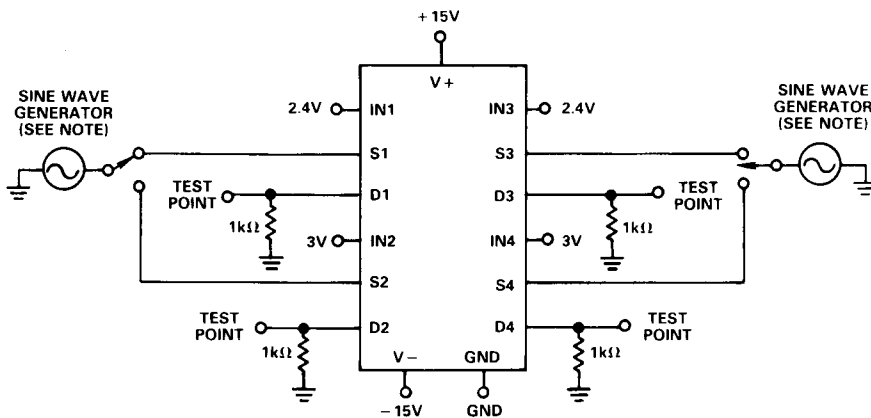 +15V
V+
SINE WAVE
GENERATOR
(SEE NOTE)
2.4V
IN1
IN3
2.4V
SINE WAVE
GENERATOR
(SEE NOTE)
S1
S3
TEST
POINT
D1
D3
TEST
POINT
1kΩ
1kΩ
3V
IN2
IN4
3V
S2
S4
TEST
POINT
D2
D4
TEST
POINT
1kΩ
1kΩ
V−
GND
−15V
GND